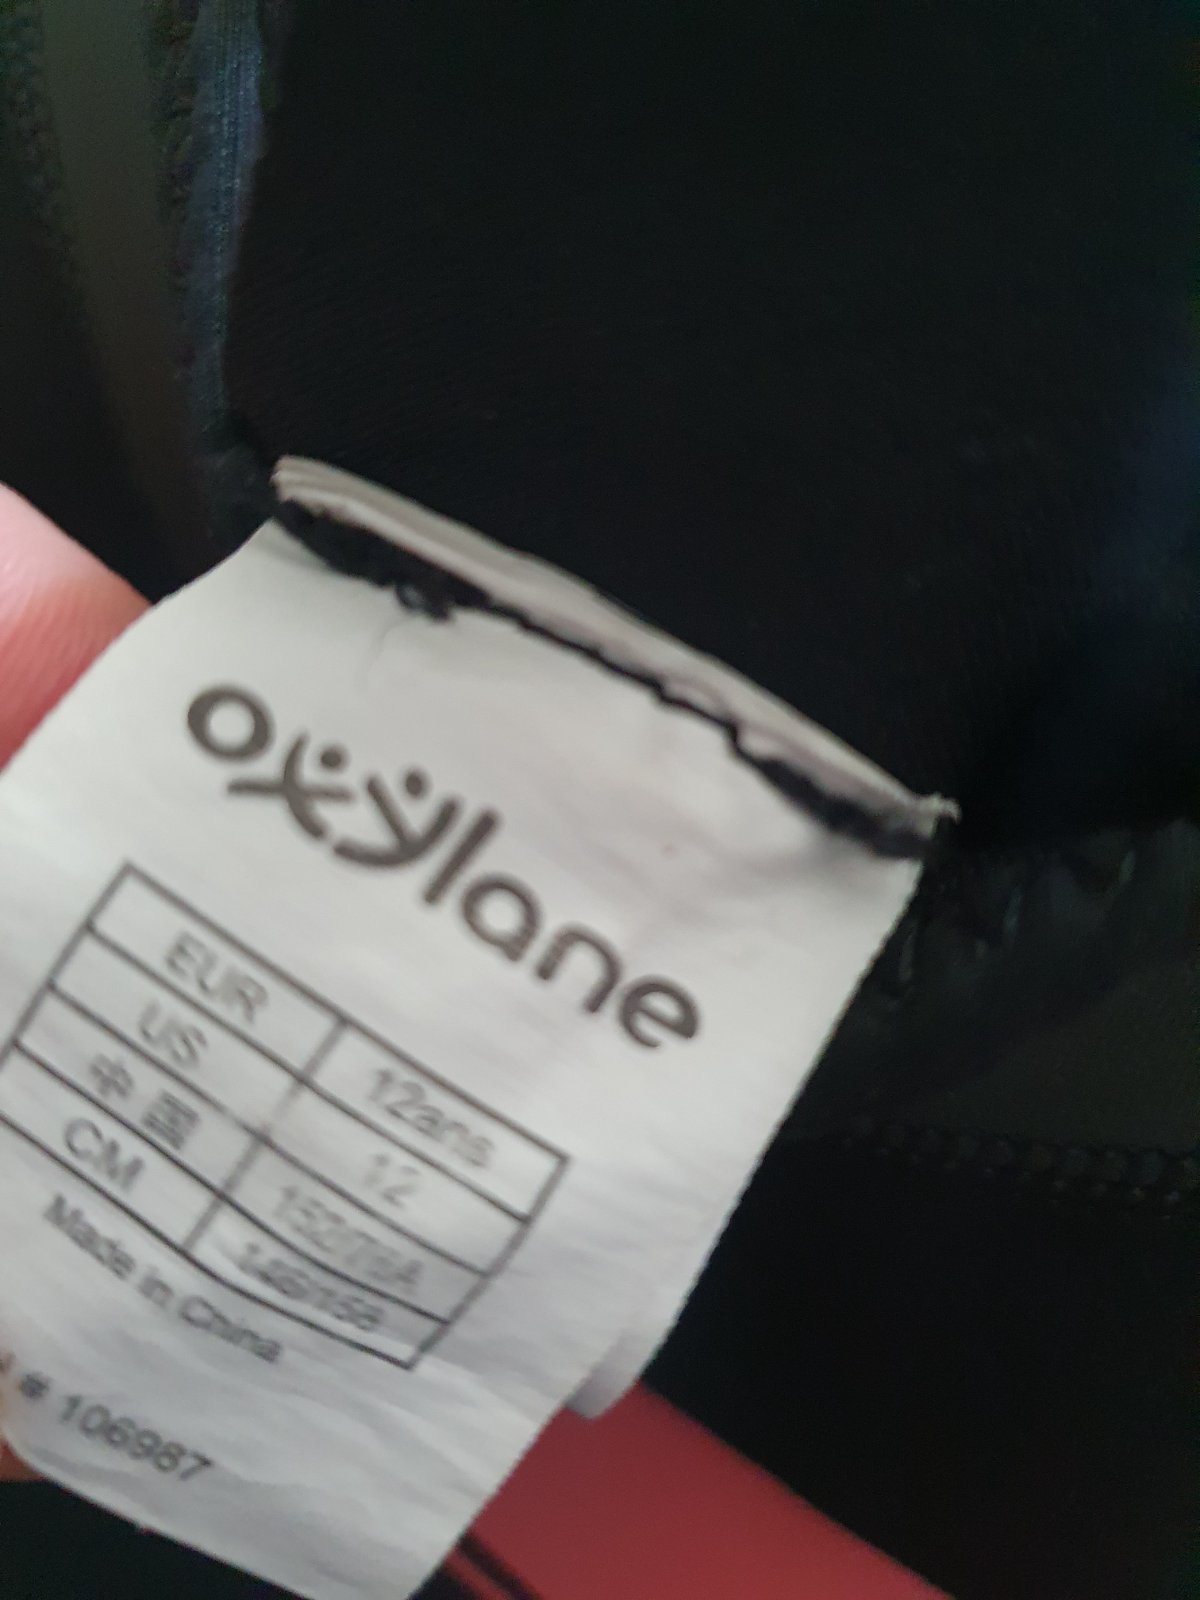 oxylane
EUR 12ans
US 12
中国
CM
Made in China
# 106987